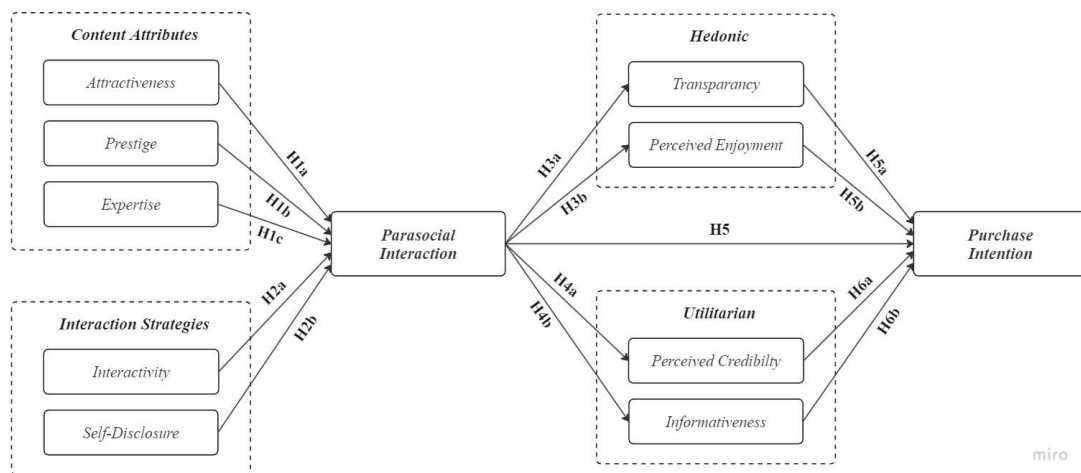 Content Attributes
Attractiveness
Prestige
Expertise
H1a
H1b
H1c
Interaction Strategies
Interactivity
Self-Disclosure
H2a
H2b
Parasocial
Interaction
H3a
H3b
Hedonic
Transparancy
Perceived Enjoyment
H5a
H5b
H5
H4a
H4b
Utilitarian
Perceived Credibilty
Informativeness
H6a
H6b
Purchase
Intention
miro